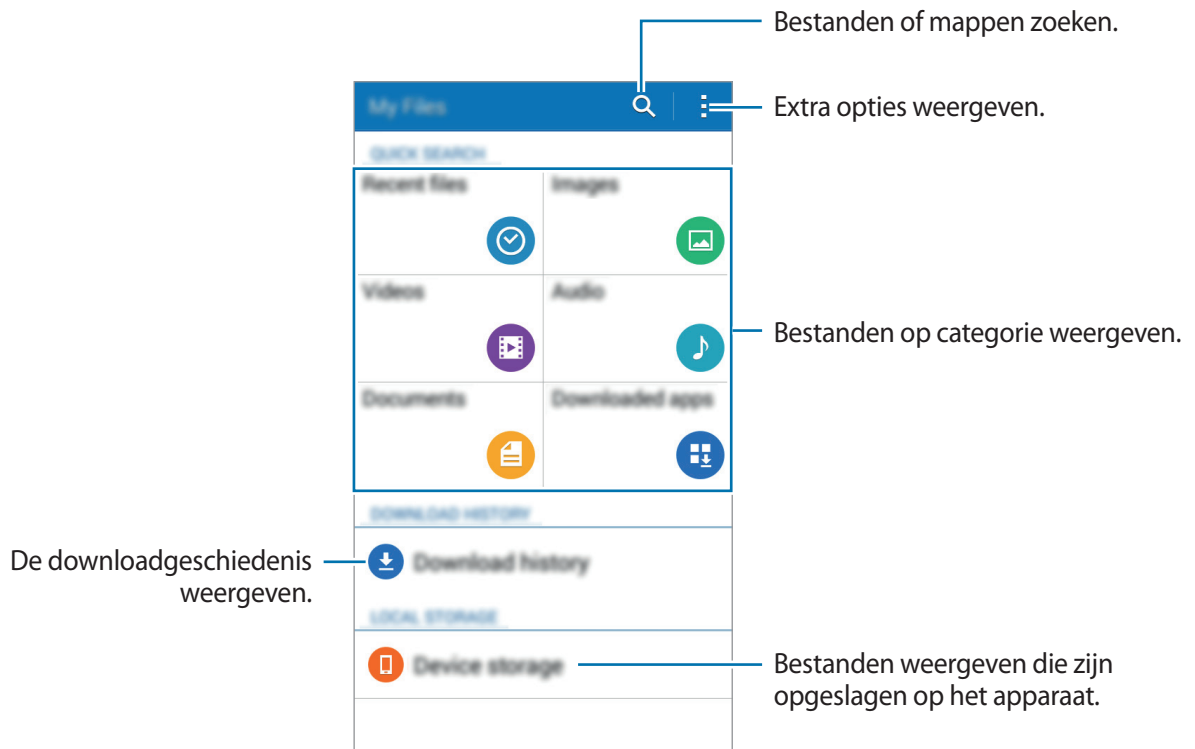 Bestanden of mappen zoeken.
My Files
Extra opties weergeven.
QUICK SEARCH
Recent files
Images
Videos
Audio
Bestanden op categorie weergeven.
Documents
Downloaded apps
DOWNLOAD HISTORY
De downloadgeschiedenis
weergeven.
Download history
LOCAL STORAGE
Device storage
Bestanden weergeven die zijn
opgeslagen op het apparaat.